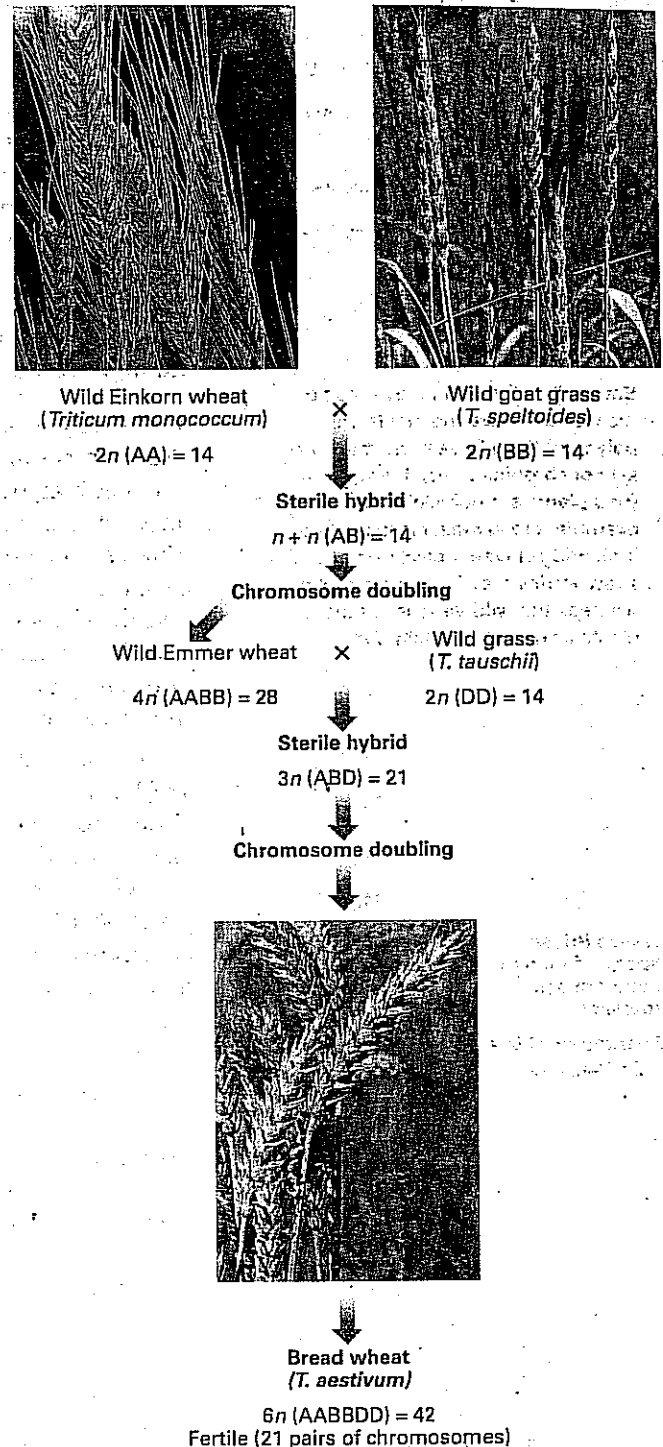 Wild Einkorn wheat
(Triticum monococcum)
2n (AA) = 14
×
Wild goat grass
(T. speltoides)
2n (BB) = 14
Sterile hybrid
n + n (AB) = 14
Chromosome doubling
Wild Emmer wheat
4n (AABB) = 28
×
Wild grass
(T. tauschii)
2n (DD) = 14
Sterile hybrid
3n (ABD) = 21
Chromosome doubling
Bread wheat
(T. aestivum)
6n (AABBDD) = 42
Fertile (21 pairs of chromosomes)